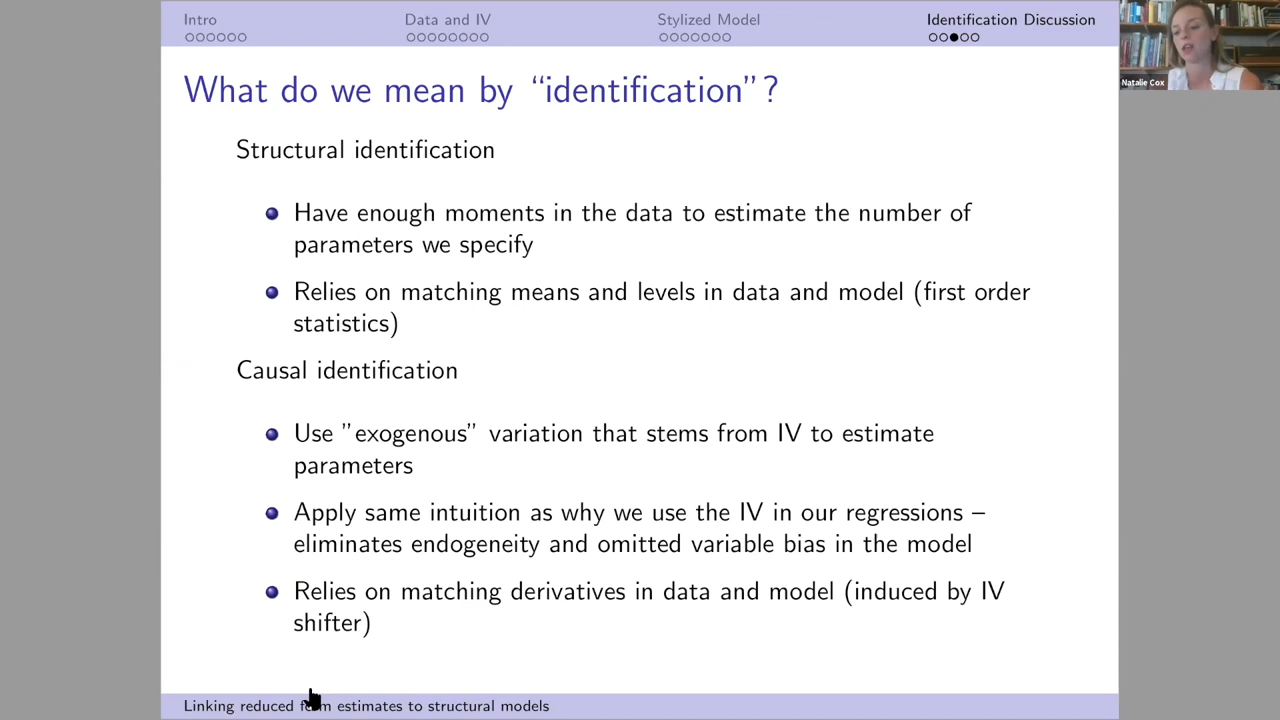 Intro
Data and IV
Stylized Model
Identification Discussion
Natalie Cox
What do we mean by “identification”?
Structural identification
Have enough moments in the data to estimate the number of
parameters we specify
Relies on matching means and levels in data and model (first order
statistics)
Causal identification
Use ”exogenous” variation that stems from IV to estimate
parameters
Apply same intuition as why we use the IV in our regressions –
eliminates endogeneity and omitted variable bias in the model
Relies on matching derivatives in data and model (induced by IV
shifter)
Linking reduced form estimates to structural models